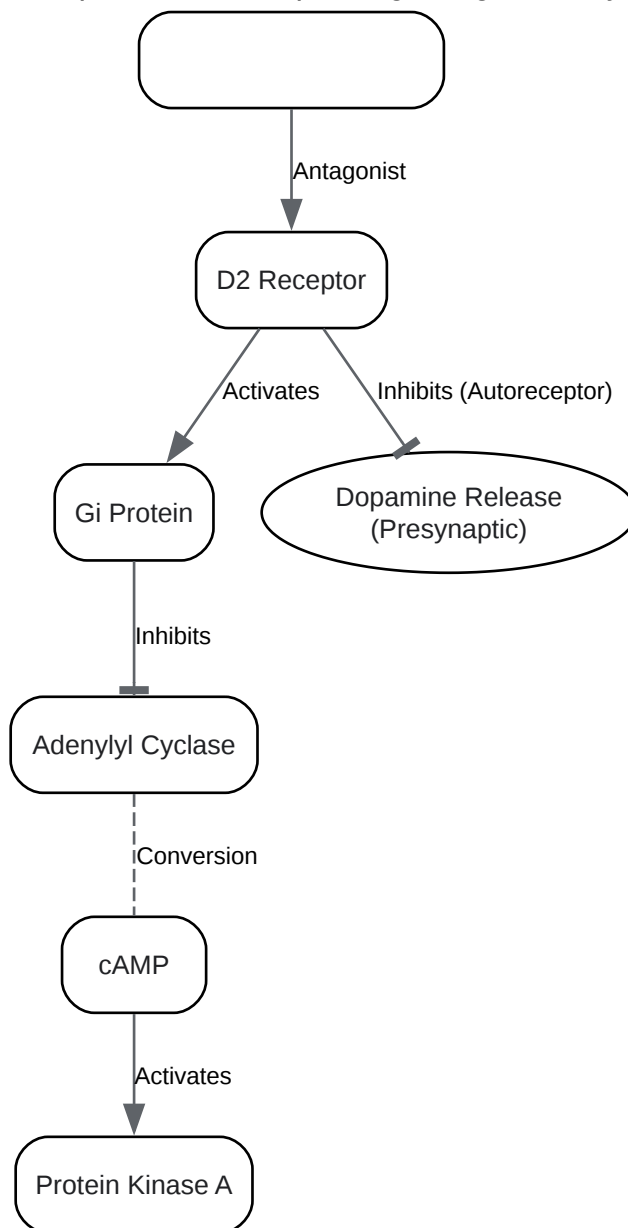 Antagonist
D2 Receptor
Activates
Inhibits (Autoreceptor)
Gi Protein
Dopamine Release
(Presynaptic)
Inhibits
Adenylyl Cyclase
Conversion
cAMP
Activates
Protein Kinase A